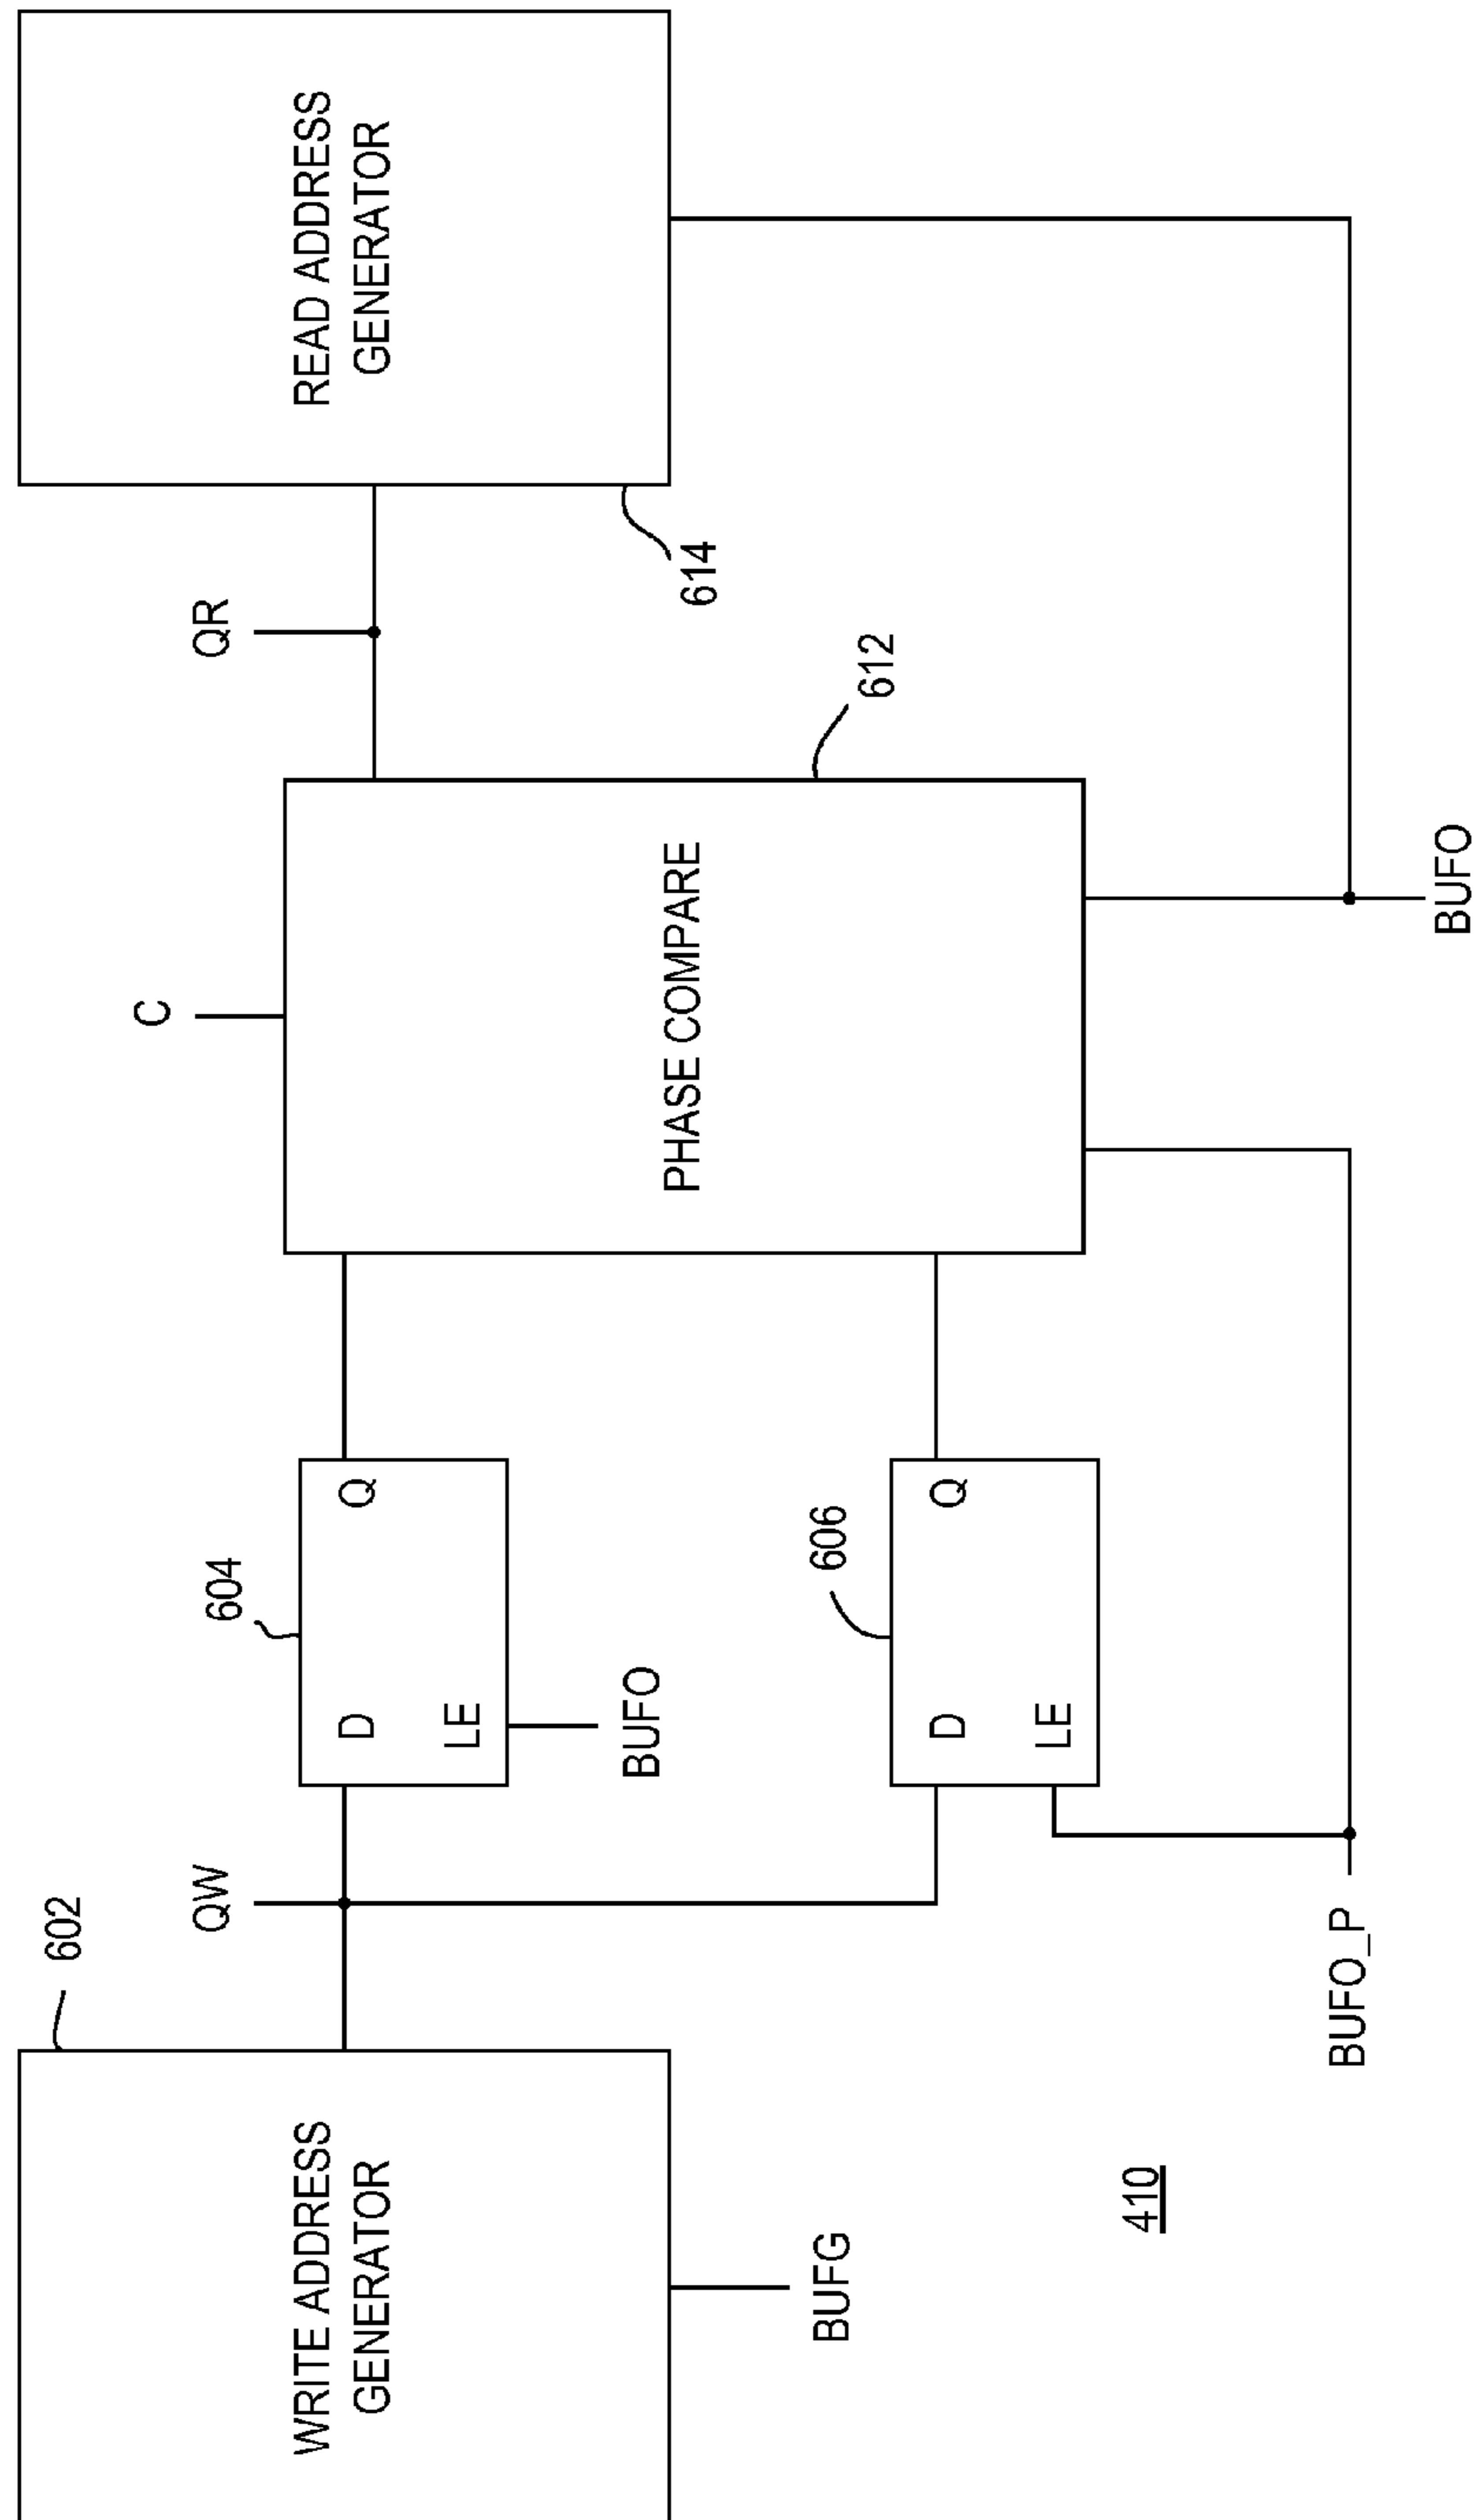 602
WRITE ADDRESS
GENERATOR
BUFG
QW
604
D
Q
LE
BUFO
606
D
Q
LE
BUFO_P
C
PHASE COMPARE
612
QR
READ ADDRESS
GENERATOR
614
BUFO
410